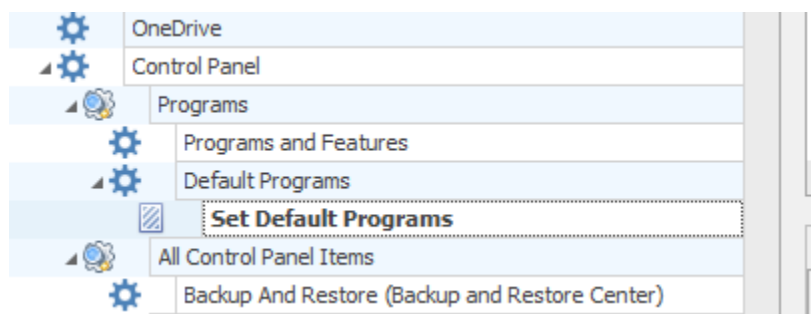 OneDrive
Control Panel
Programs
Programs and Features
Default Programs
Set Default Programs
All Control Panel Items
Backup And Restore (Backup and Restore Center)